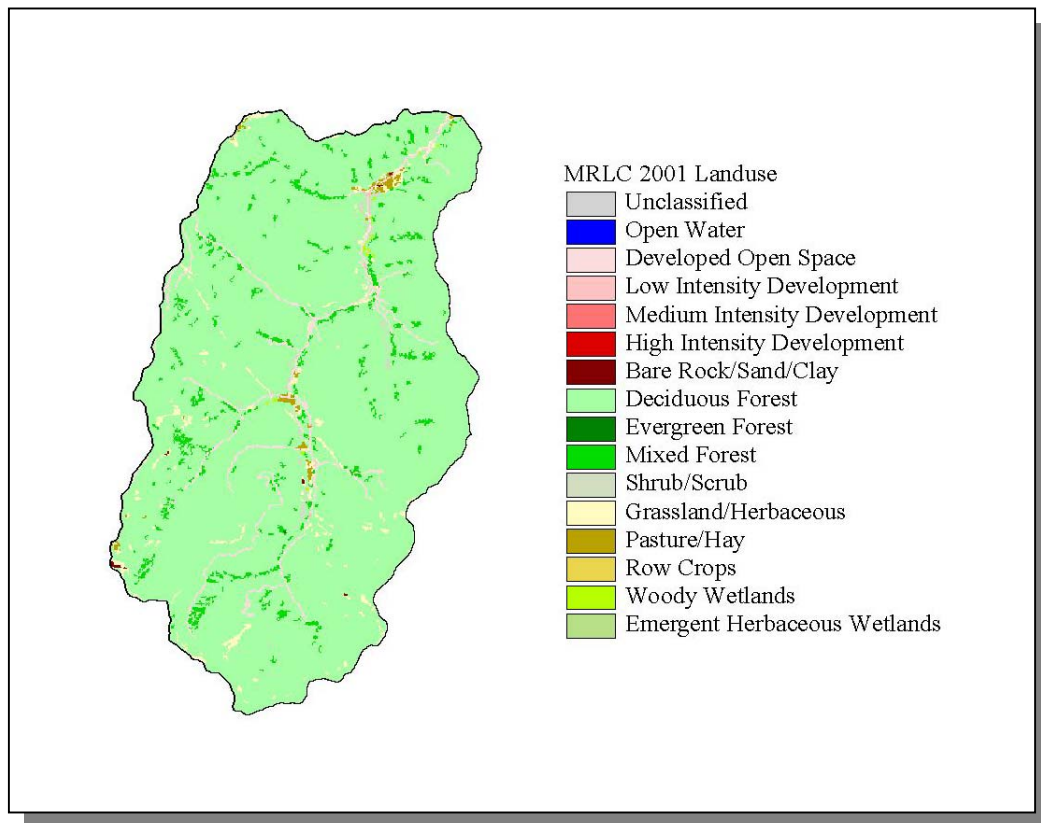 MRLC 2001 Landuse
Unclassified
Open Water
Developed Open Space
Low Intensity Development
Medium Intensity Development
High Intensity Development
Bare Rock/Sand/Clay
Deciduous Forest
Evergreen Forest
Mixed Forest
Shrub/Scrub
Grassland/Herbaceous
Pasture/Hay
Row Crops
Woody Wetlands
Emergent Herbaceous Wetlands